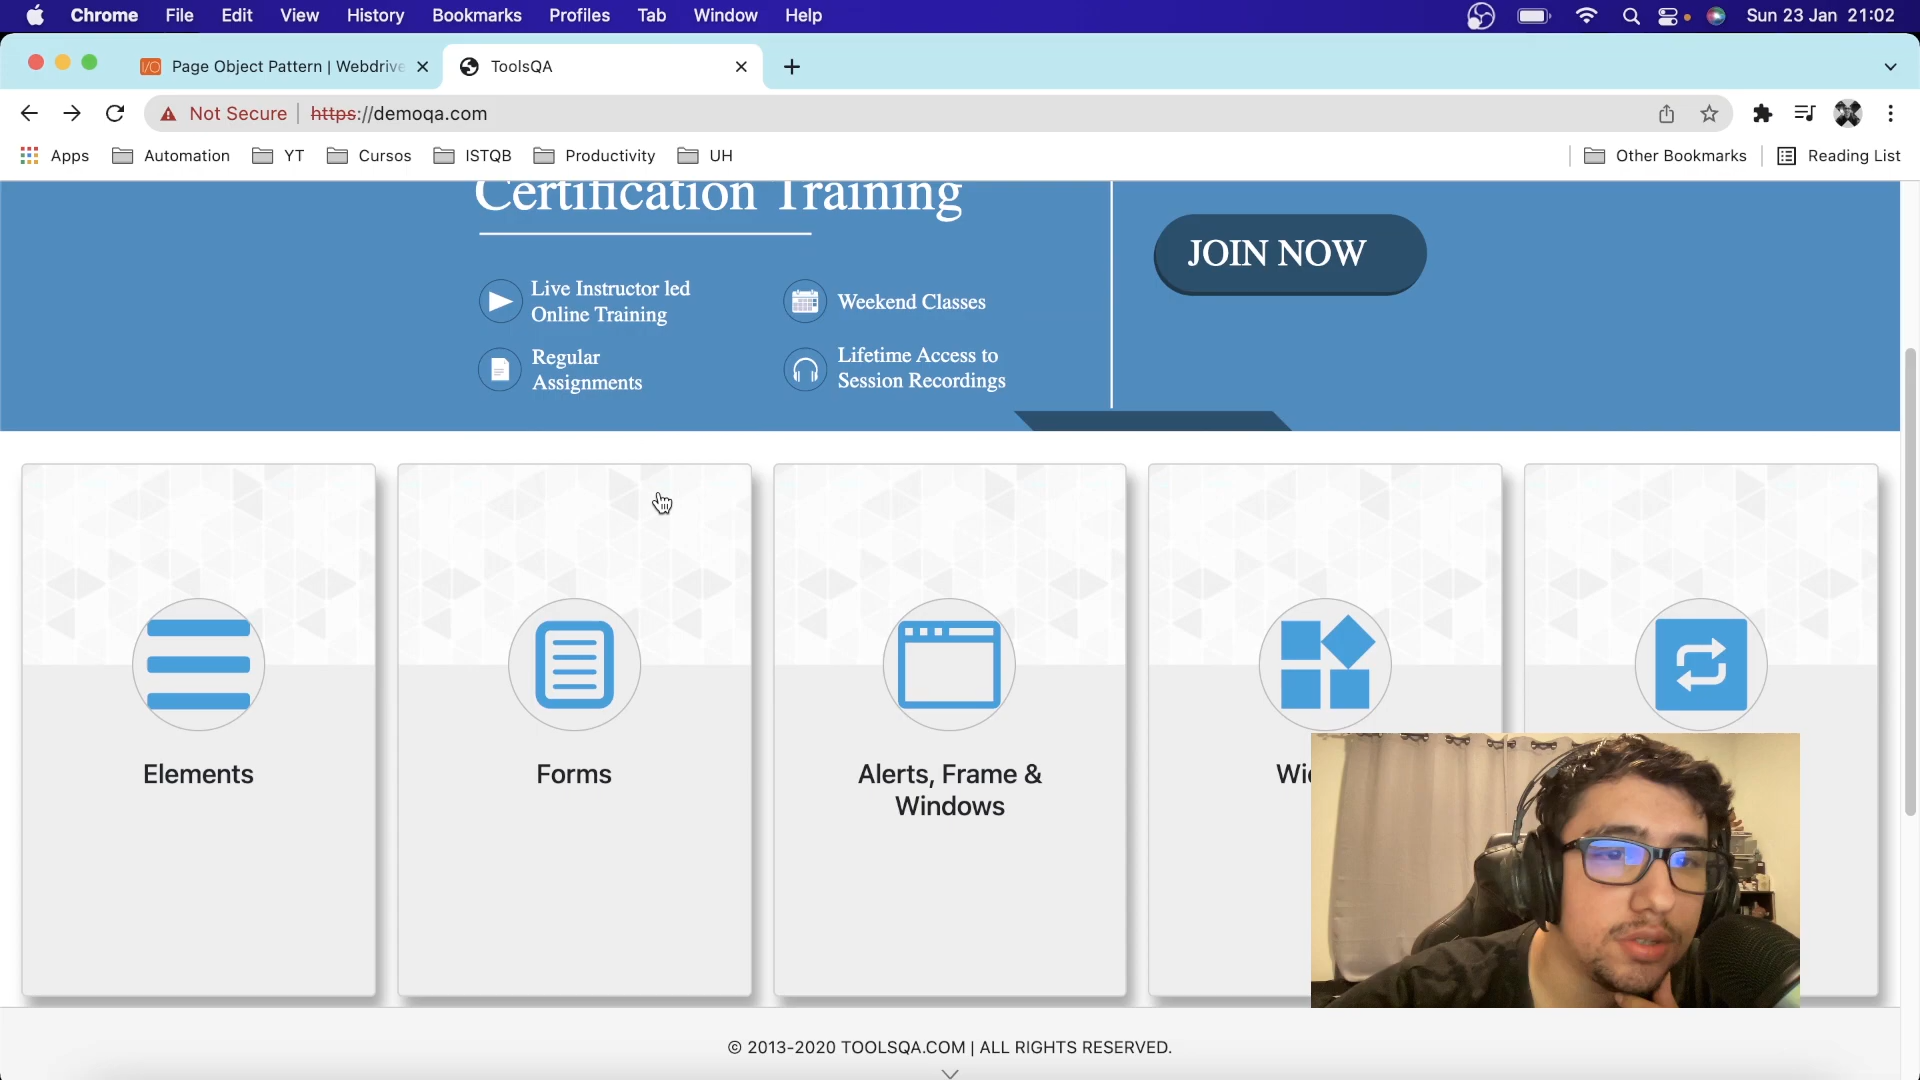 Chrome File Edit View History Bookmarks Profiles Tab Window Help Sun 23 Jan 21:02
I/O Page Object Pattern | Webdrive ToolsQA
Not Secure https://demoqa.com
Apps Automation YT Cursos ISTQB Productivity UH Other Bookmarks Reading List
Certification Training
JOIN NOW
Live Instructor led
Online Training
Weekend Classes
Regular
Assignments
Lifetime Access to
Session Recordings
Elements
Forms
Alerts, Frame &
Windows
© 2013-2020 TOOLSQA.COM | ALL RIGHTS RESERVED.